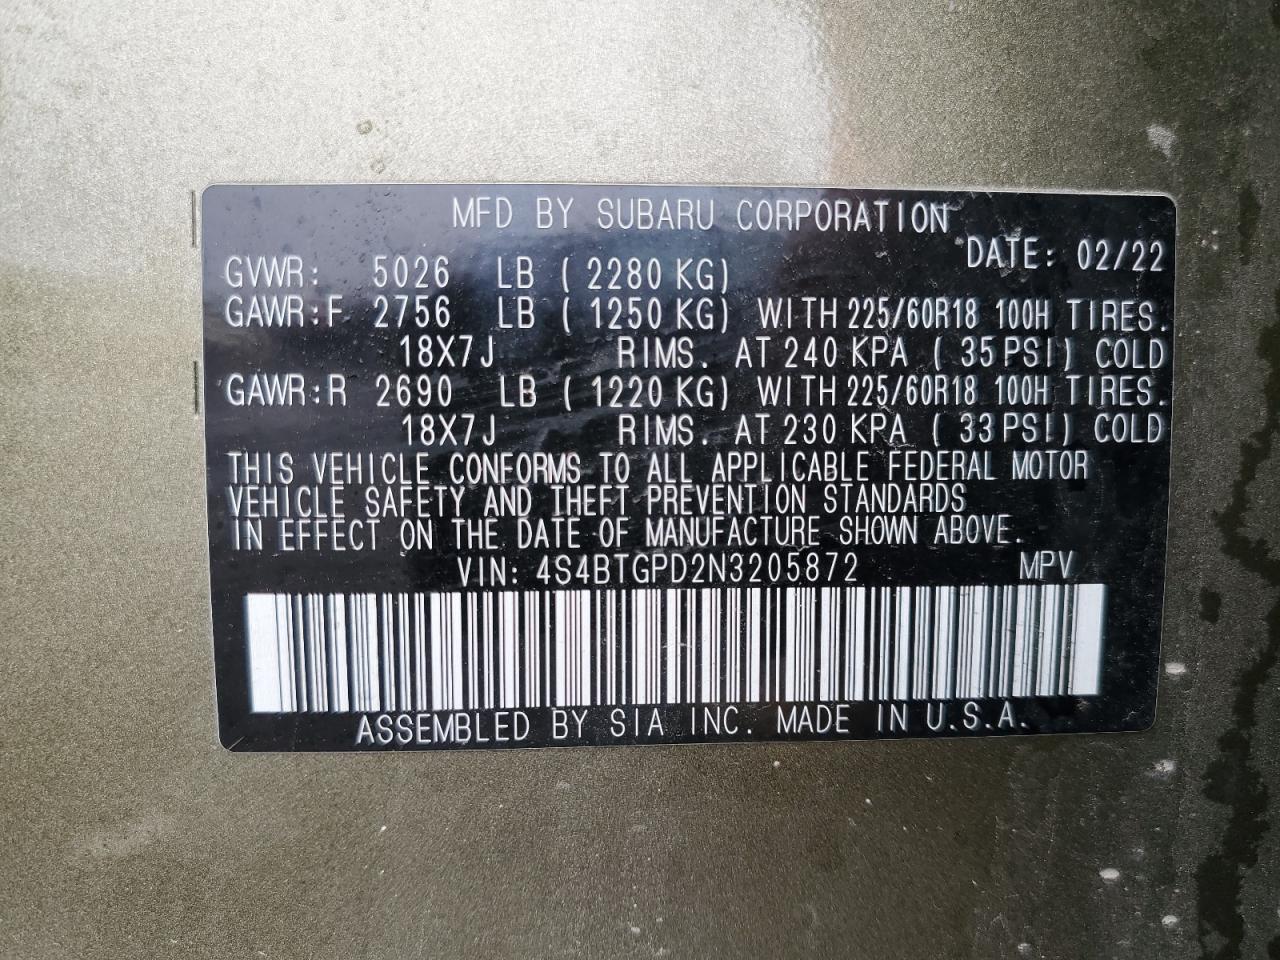 MFD BY SUBARU CORPORATION
DATE: 02/22
GVWR: 5026 LB ( 2280 KG)
GAWR:F 2756 LB ( 1250 KG) WITH 225/60R18 100H TIRES.
18X7J RIMS. AT 240 KPA ( 35 PSI) COLD
GAWR:R 2690 LB ( 1220 KG) WITH 225/60R18 100H TIRES.
18X7J RIMS. AT 230 KPA ( 33 PSI) COLD
THIS VEHICLE CONFORMS TO ALL APPLICABLE FEDERAL MOTOR
VEHICLE SAFETY AND THEFT PREVENTION STANDARDS
IN EFFECT ON THE DATE OF MANUFACTURE SHOWN ABOVE.
VIN: 4S4BTGPD2N3205872 MPV
ASSEMBLED BY SIA INC. MADE IN U.S.A.